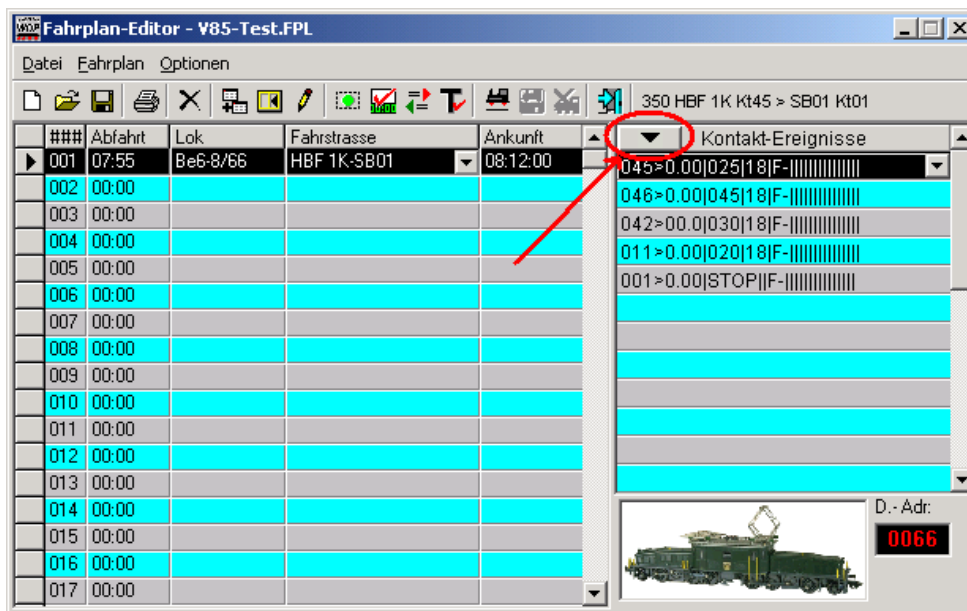 Fahrplan-Editor - V85-Test.FPL
Datei Fahrplan Optionen
350 HBF 1K Kt45 > SB01 Kt01
### Abfahrt Lok Fahrstrasse Ankunft Kontakt-Ereignisse
001 07:55 Be6-8/66 HBF 1K-SB01 08:12:00 045>0.00|025|18|F-|||||||||||||||
002 00:00 046>0.00|045|18|F-|||||||||||||||
003 00:00 042>00.0|030|18|F-|||||||||||||||
004 00:00 011>0.00|020|18|F-|||||||||||||||
005 00:00 001>0.00|STOP||F-|||||||||||||||
006 00:00
007 00:00
008 00:00
009 00:00
010 00:00
011 00:00
012 00:00
013 00:00
014 00:00 D.- Adr:
015 00:00 0066
016 00:00
017 00:00